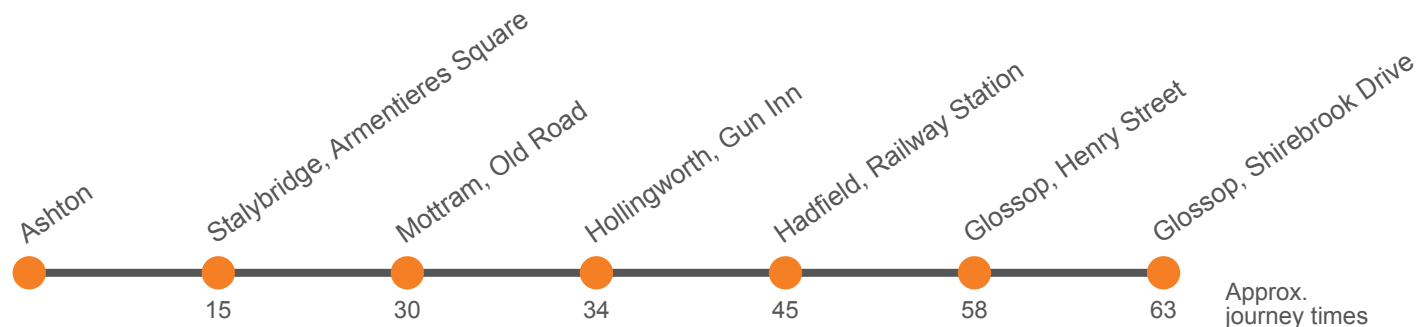 Ashton
Stalybridge, Armentieres Square
Mottram, Old Road
Hollingworth, Gun Inn
Hadfield, Railway Station
Glossop, Henry Street
Glossop, Shirebrook Drive
15 30 34 45 58 63
Approx.
journey times